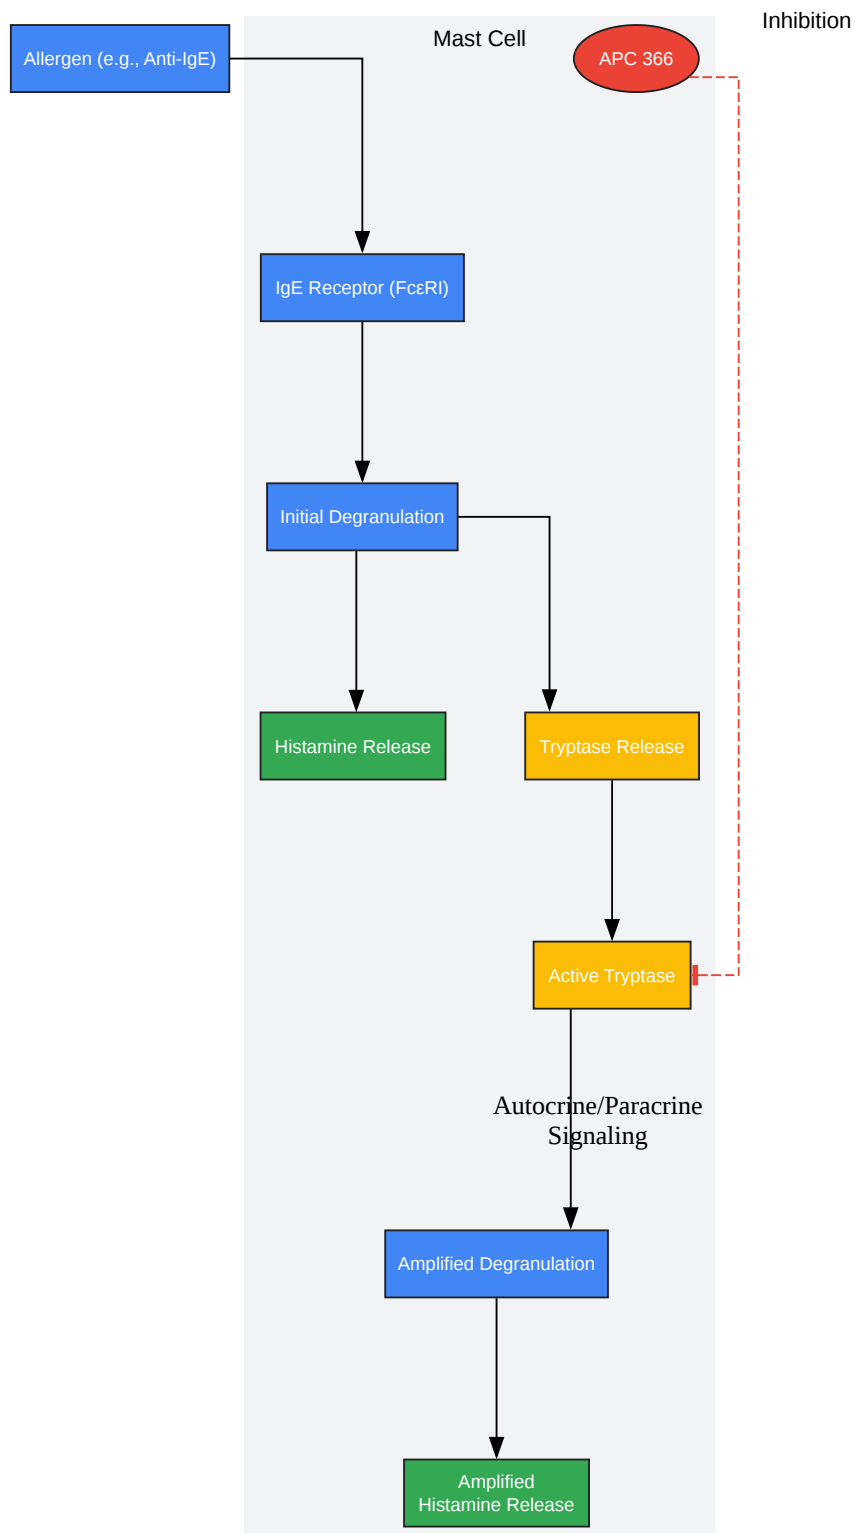 Inhibition
Mast Cell
Allergen (e.g., Anti-IgE)
APC 366
IgE Receptor (FcεRI)
Initial Degranulation
Histamine Release
Tryptase Release
Active Tryptase
Autocrine/Paracrine
Signaling
Amplified Degranulation
Amplified
Histamine Release